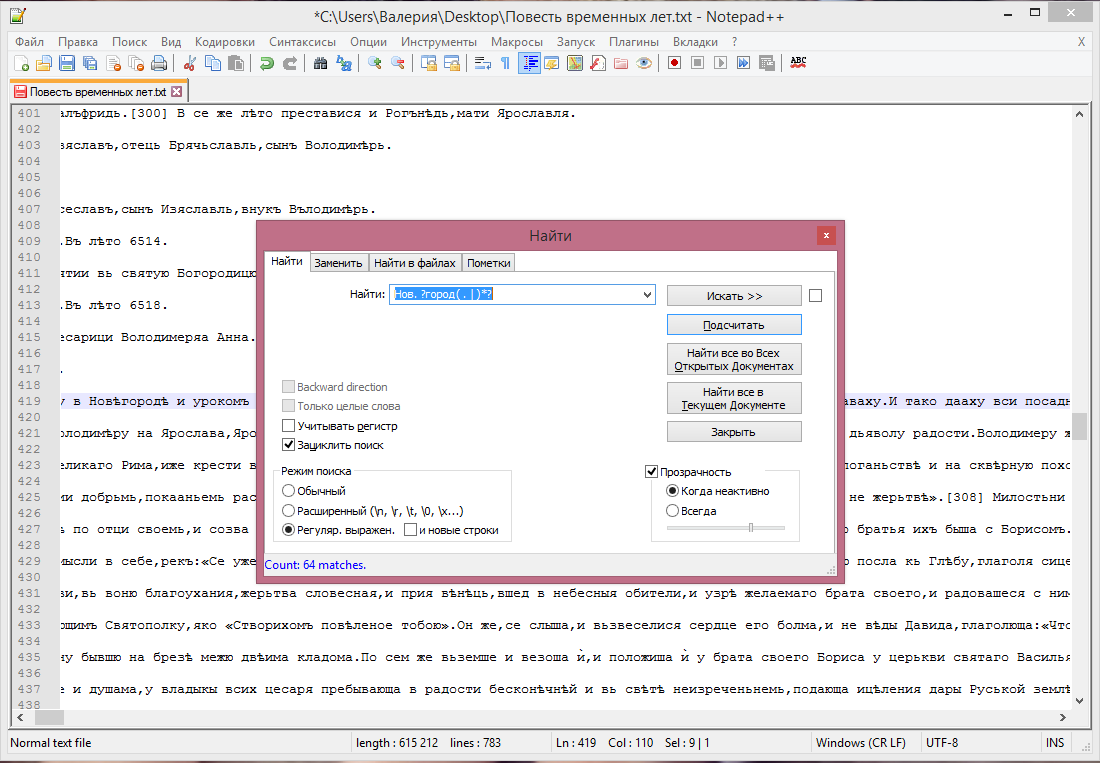 *C:\Users\Валерия\Desktop\Повесть временных лет.txt - Notepad++
Файл Правка Поиск Вид Кодировки Синтаксисы Опции Инструменты Макросы Запуск Плагины Вкладки ? X
ABC
Повесть временных лет.txt
401 алъфридь.[300] В се же лѣто преставися и Рогънѣдь,мати Ярославля.
402
403 зяславъ,отець Брячьславль,сынъ Володимѣрь.
404
405
406
407 сеславъ,сынъ Изяславль,внукъ Вълодимѣрь.
408
409 .Въ лѣто 6514.
410
411 ятии вь святую Богородицю
412
413 .Въ лѣто 6518.
414
415 есарици Володимеряа Анна.
416
417 .
418
419 у в Новѣгородѣ и урокомъ аваху.И тако дааху вси посадн
420
421 олодимѣру на Ярослава,Яро дьяволу радости.Володимеру ж
422
423 еликаго Рима,иже крести в поганьствѣ и на сквѣрную похо
424
425 ии добрьмь,покааньемь рас не жерьтвѣ».[308] Милостьни
426
427 ѣ по отци своемь,и созва братья ихъ быша с Борисомъ.
428
429 мысли в себе,рекъ:«Се уже посла кь Глѣбу,глаголя сице
430
431 ви,вь воню благоухания,жерьтва словесная,и прия вѣнѣць,вшед в небесныя обители,и узрѣ желаемаго брата своего,и радовашеся с ним
432
433 ющимъ Святополку,яко «Створихомъ повѣленое тобою».Он же,се слыша,и възвеселися сердце его болма,и не вѣды Давида,глаголюща:«Что
434
435 ну бывшю на брезѣ межю двѣима кладома.По сем же вьземше и везоша ѝ,и положиша ѝ у брата своего Бориса у церькви святаго Василья
436
437 е и душама,у владыкы всих цесаря пребывающа в радости бесконѣчнѣй и вь свѣтѣ неизреченьнемь,подающа ицѣления дары Руськой землѣ
438
Найти
x
Найти Заменить Найти в файлах Пометки
Найти: Нов. ?город(. |)*?
Искать >>
Подсчитать
Найти все во Всех
Открытых Документах
Найти все в
Текущем Документе
Закрыть
Backward direction
Только целые слова
Учитывать регистр
Зациклить поиск
Режим поиска
Обычный
Расширенный (\n, \r, \t, \0, \x...)
Регуляр. выражен. и новые строки
Прозрачность
Когда неактивно
Всегда
Count: 64 matches.
Normal text file length : 615 212 lines : 783 Ln : 419 Col : 110 Sel : 9 | 1 Windows (CR LF) UTF-8 INS